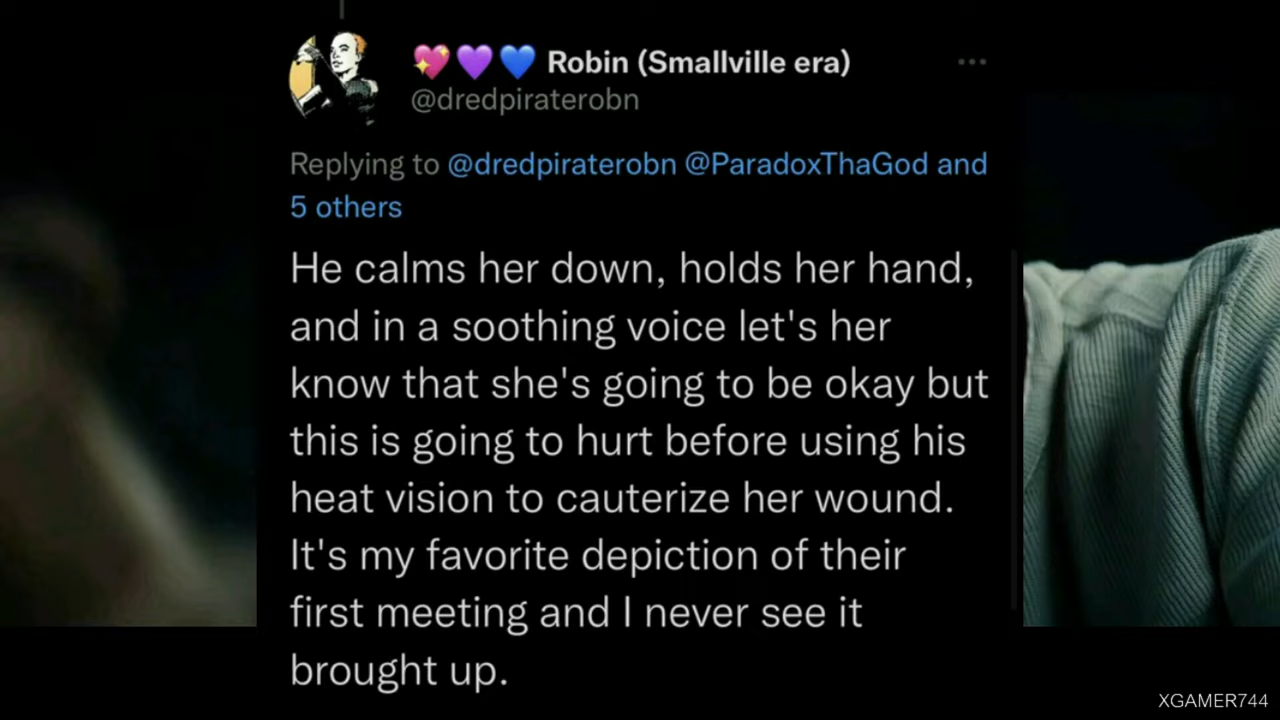 💖💜💙 Robin (Smallville era)
@dredpiraterobn
Replying to @dredpiraterobn @ParadoxThaGod and
5 others
He calms her down, holds her hand,
and in a soothing voice let's her
know that she's going to be okay but
this is going to hurt before using his
heat vision to cauterize her wound.
It's my favorite depiction of their
first meeting and I never see it
brought up.
XGAMER744